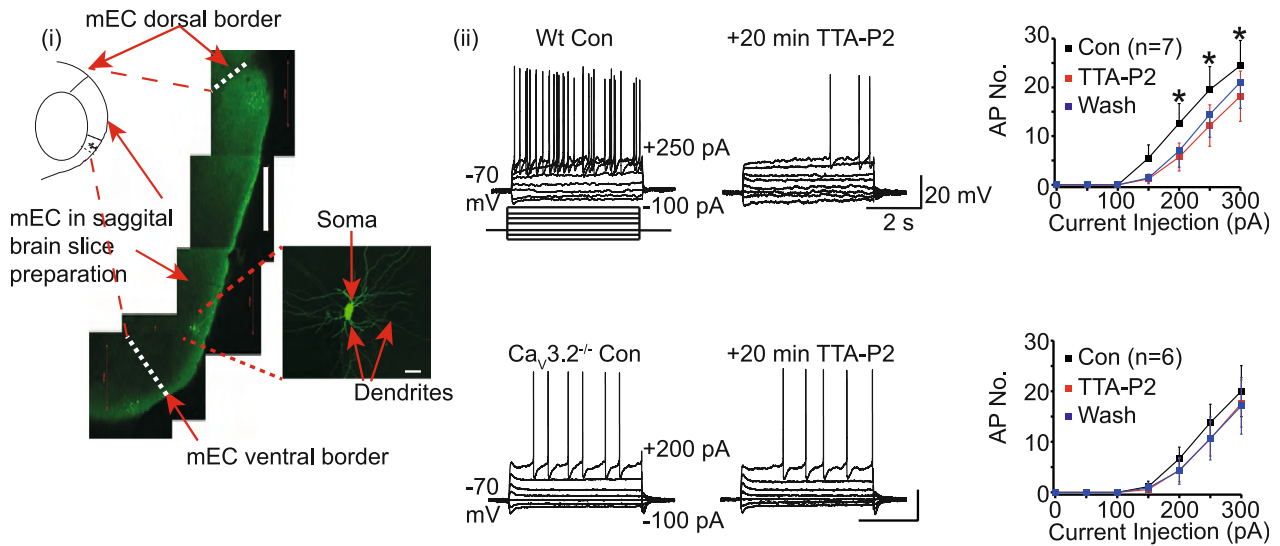 (i)
mEC dorsal border
mEC in saggital
brain slice
preparation
Soma
Dendrites
mEC ventral border
(ii)
Wt Con
+20 min TTA-P2
-70
mV
+250 pA
-100 pA
20 mV
2 s
AP No.
30
20
10
0
Con (n=7)
TTA-P2
Wash
*
*
*
0
100
200
300
Current Injection (pA)
CaV3.2-/- Con
+20 min TTA-P2
-70
mV
+200 pA
-100 pA
AP No.
30
20
10
0
Con (n=6)
TTA-P2
Wash
0
100
200
300
Current Injection (pA)